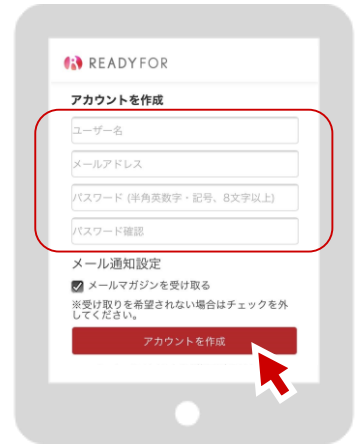 READYFOR
アカウントを作成
ユーザー名
メールアドレス
パスワード (半角英数字・記号、8文字以上)
パスワード確認
メール通知設定
メールマガジンを受け取る
※受け取りを希望されない場合はチェックを外
してください。
アカウントを作成